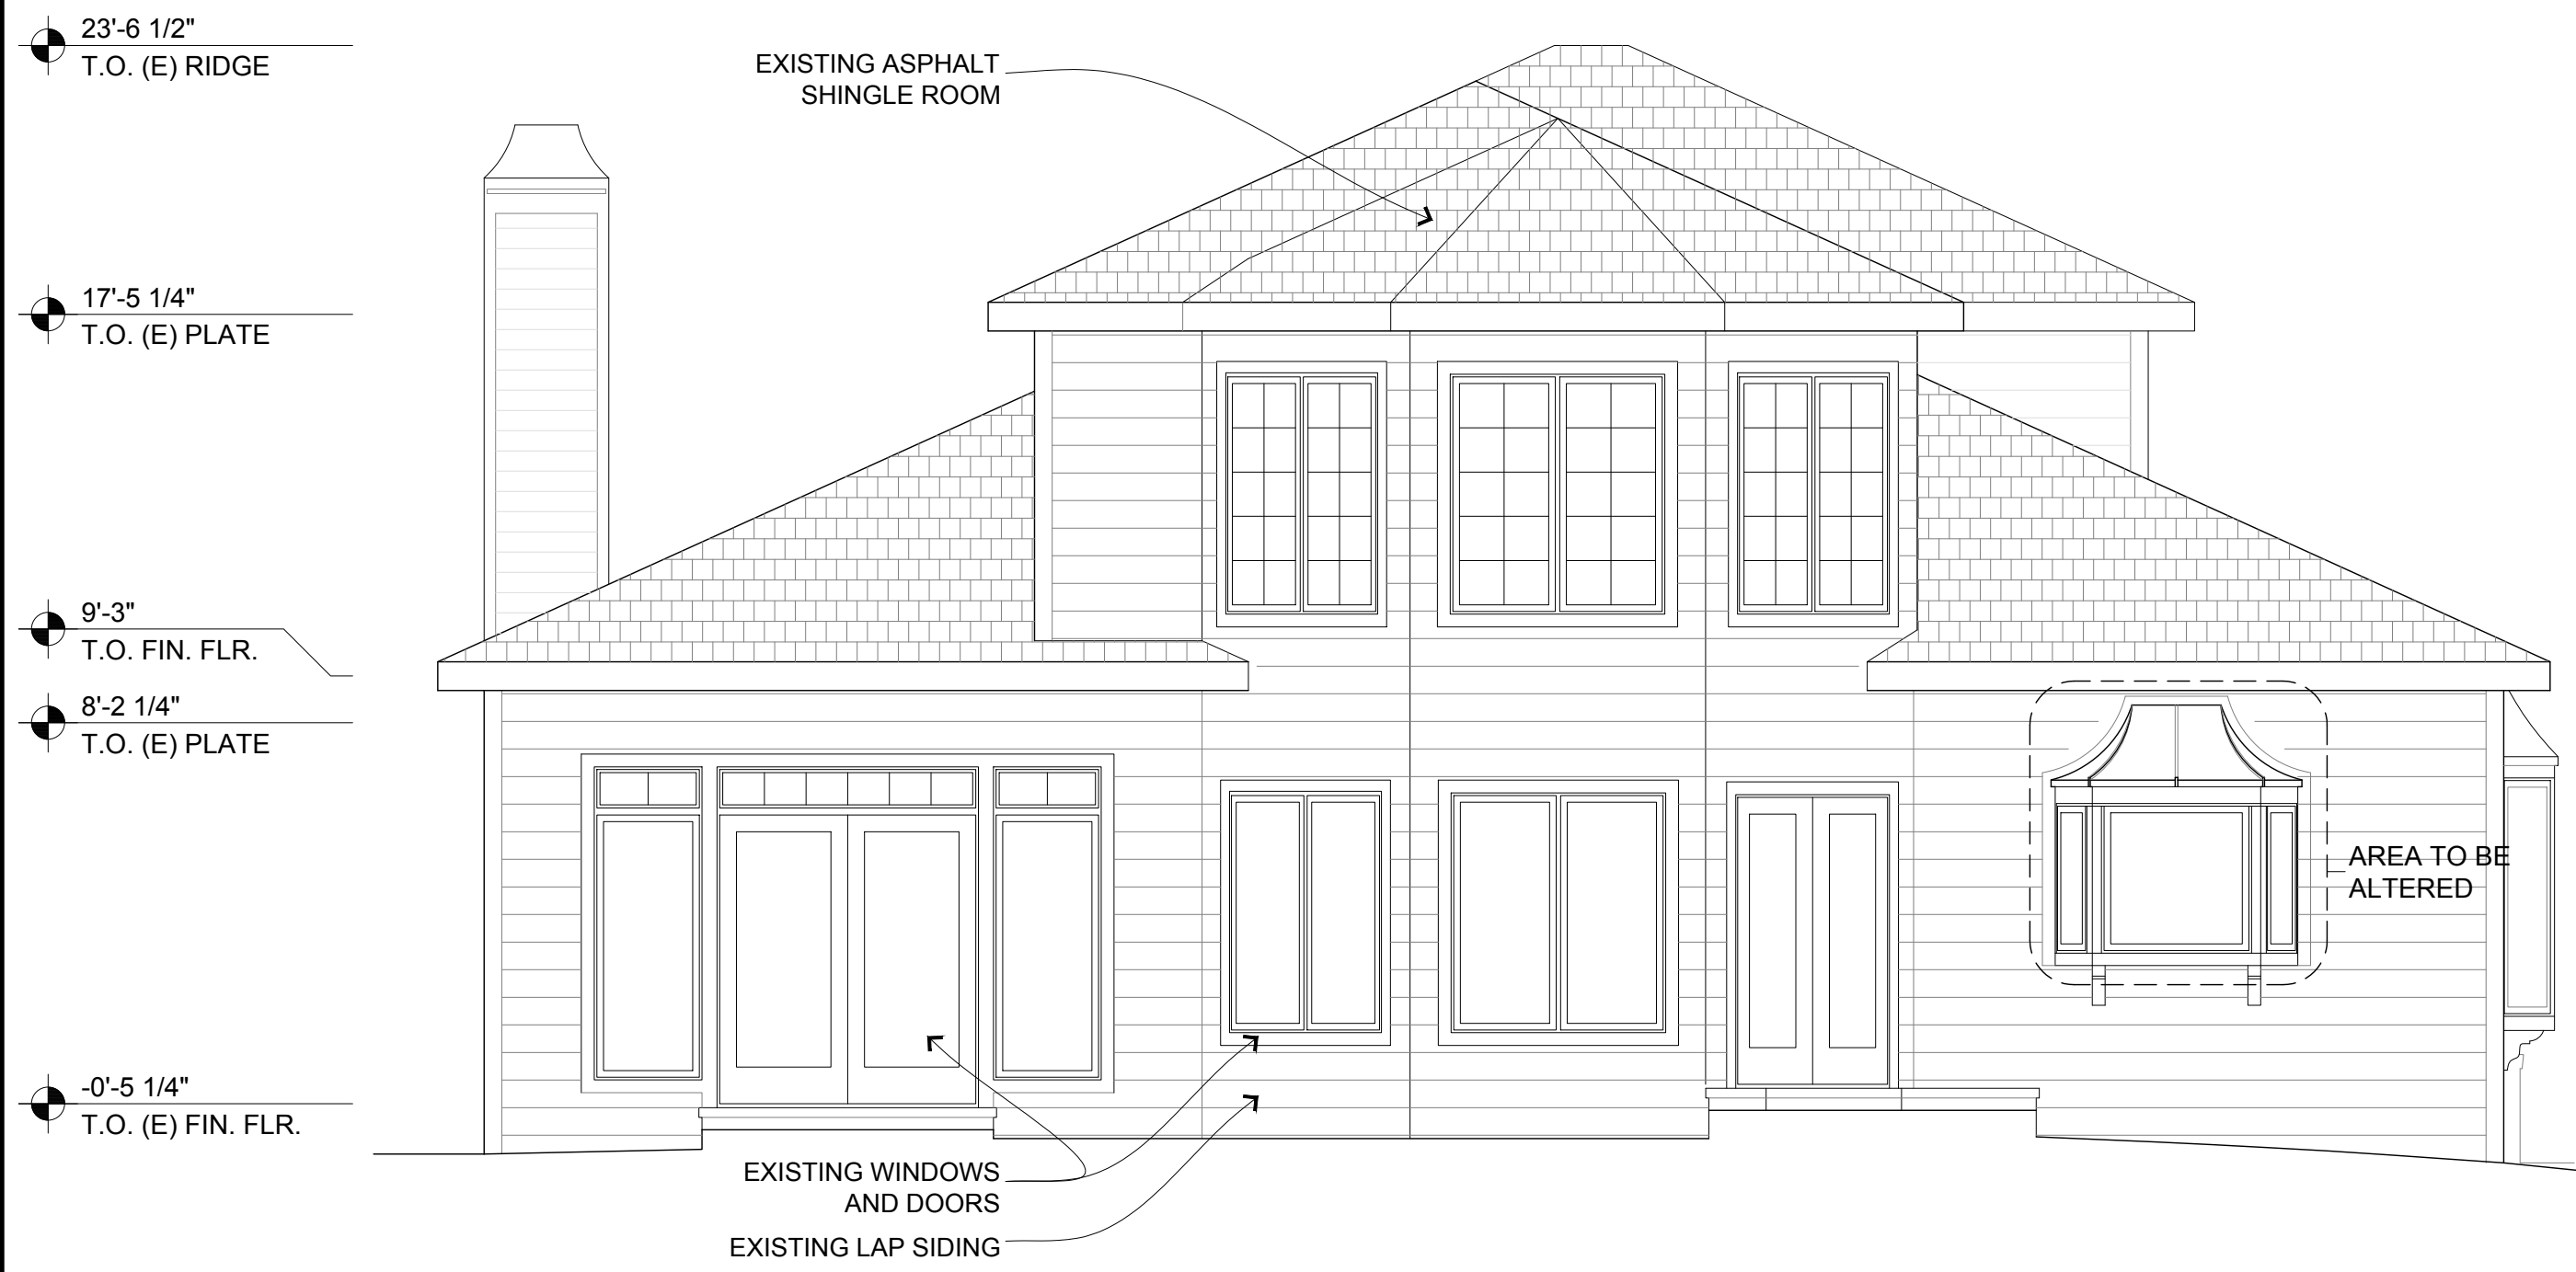 23'-6 1/2"
T.O. (E) RIDGE
EXISTING ASPHALT
SHINGLE ROOM
17'-5 1/4"
T.O. (E) PLATE
9'-3"
T.O. FIN. FLR.
8'-2 1/4"
T.O. (E) PLATE
AREA TO BE
ALTERED
-0'-5 1/4"
T.O. (E) FIN. FLR.
EXISTING WINDOWS
AND DOORS
EXISTING LAP SIDING